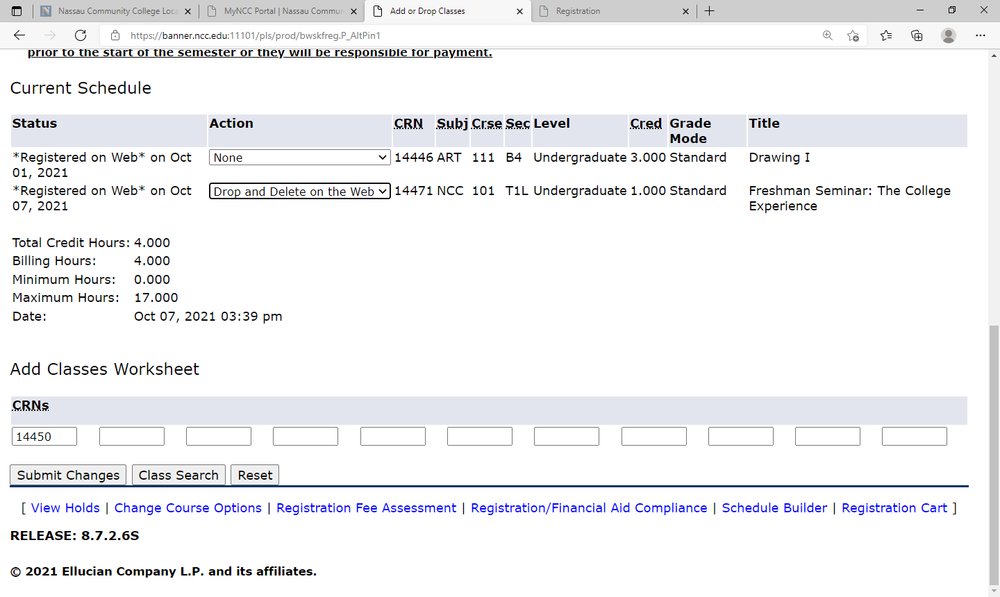 Nassau Community College Loca
MyNCC Portal | Nassau Commun
Add or Drop Classes
Registration
https://banner.ncc.edu:11101/pls/prod/bwskfreg.P_AltPin1
prior to the start of the semester or they will be responsible for payment.
Current Schedule
Status Action CRN Subj Crse Sec Level Cred Grade Mode Title
*Registered on Web* on Oct 01, 2021 None 14446 ART 111 B4 Undergraduate 3.000 Standard Drawing I
*Registered on Web* on Oct 07, 2021 Drop and Delete on the Web 14471 NCC 101 T1L Undergraduate 1.000 Standard Freshman Seminar: The College Experience
Total Credit Hours: 4.000
Billing Hours: 4.000
Minimum Hours: 0.000
Maximum Hours: 17.000
Date: Oct 07, 2021 03:39 pm
Add Classes Worksheet
CRNs
14450
Submit Changes Class Search Reset
[ View Holds | Change Course Options | Registration Fee Assessment | Registration/Financial Aid Compliance | Schedule Builder | Registration Cart ]
RELEASE: 8.7.2.6S
© 2021 Ellucian Company L.P. and its affiliates.